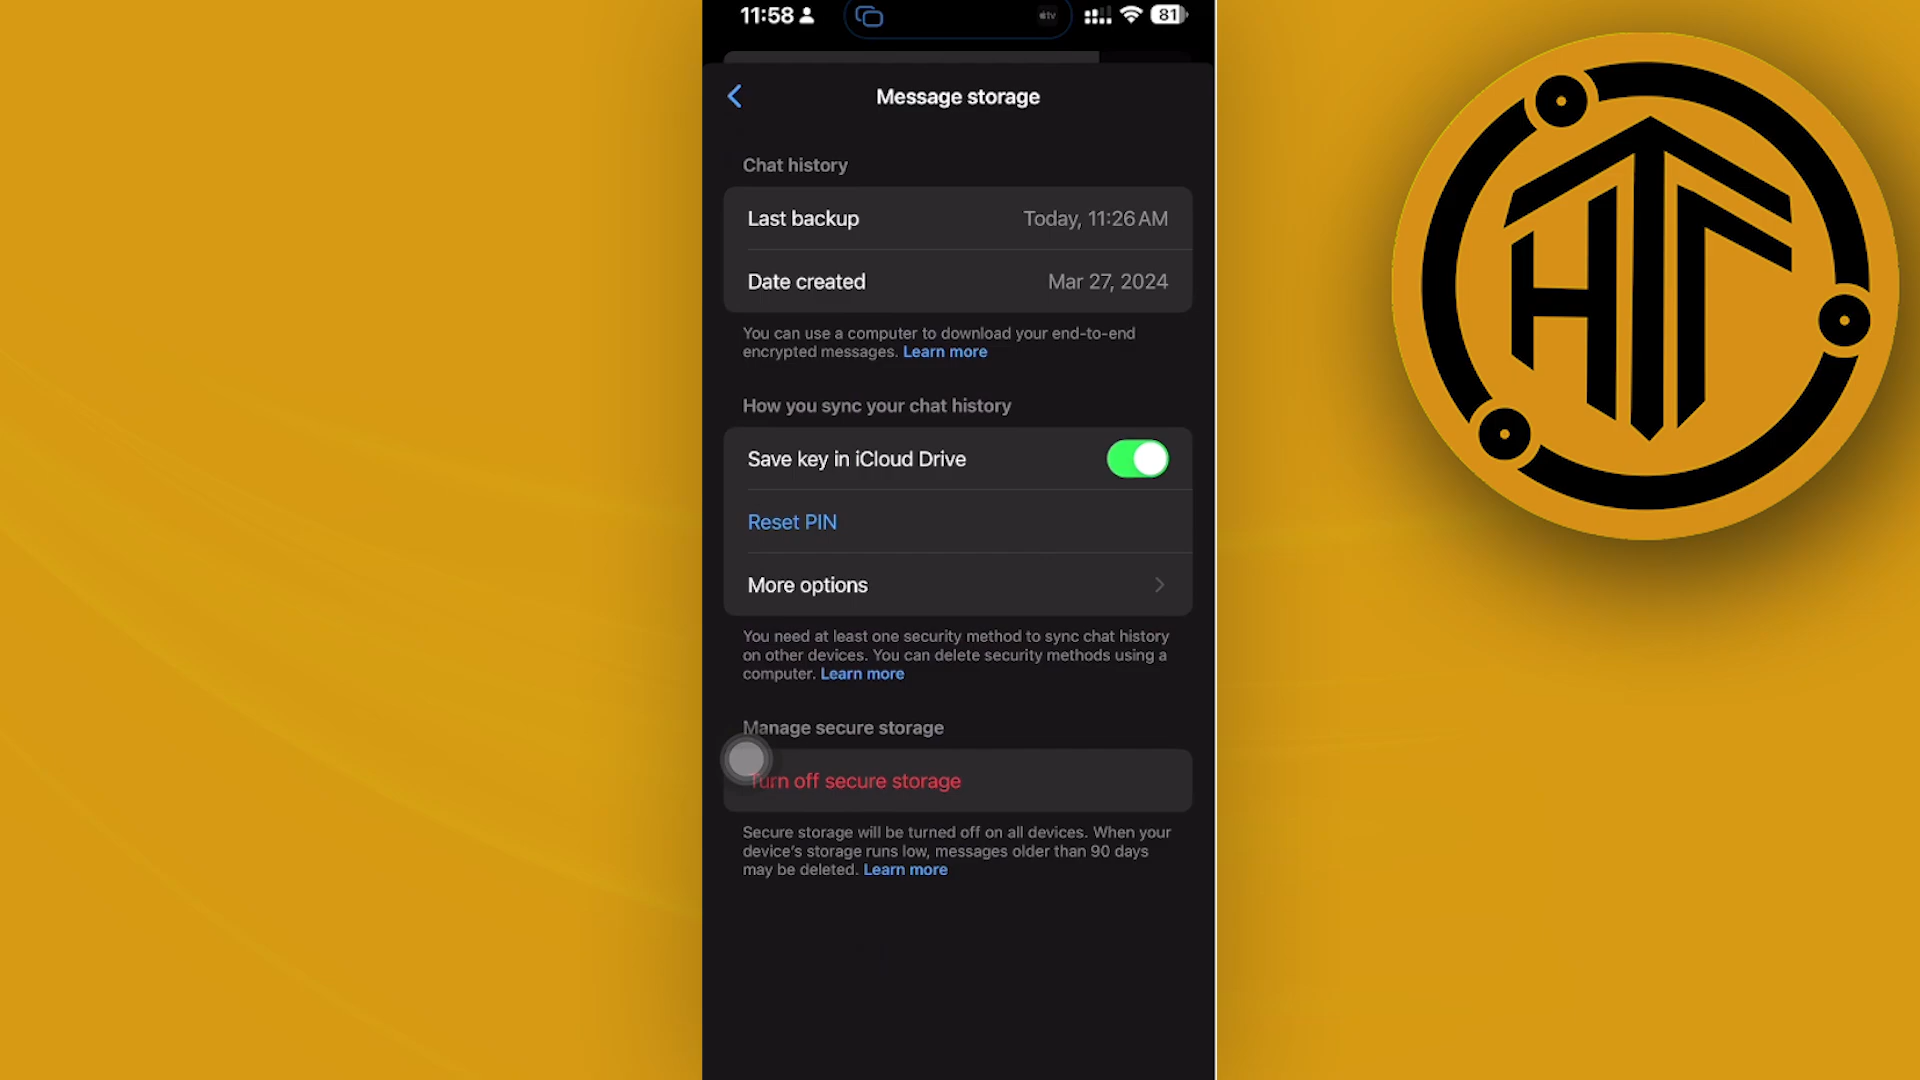 11:58
tv
81
Message storage
Chat history
Last backup
Today, 11:26 AM
Date created
Mar 27, 2024
You can use a computer to download your end-to-end
encrypted messages. Learn more
How you sync your chat history
Save key in iCloud Drive
Reset PIN
More options
You need at least one security method to sync chat history
on other devices. You can delete security methods using a
computer. Learn more
Manage secure storage
Turn off secure storage
Secure storage will be turned off on all devices. When your
device's storage runs low, messages older than 90 days
may be deleted. Learn more
HTF